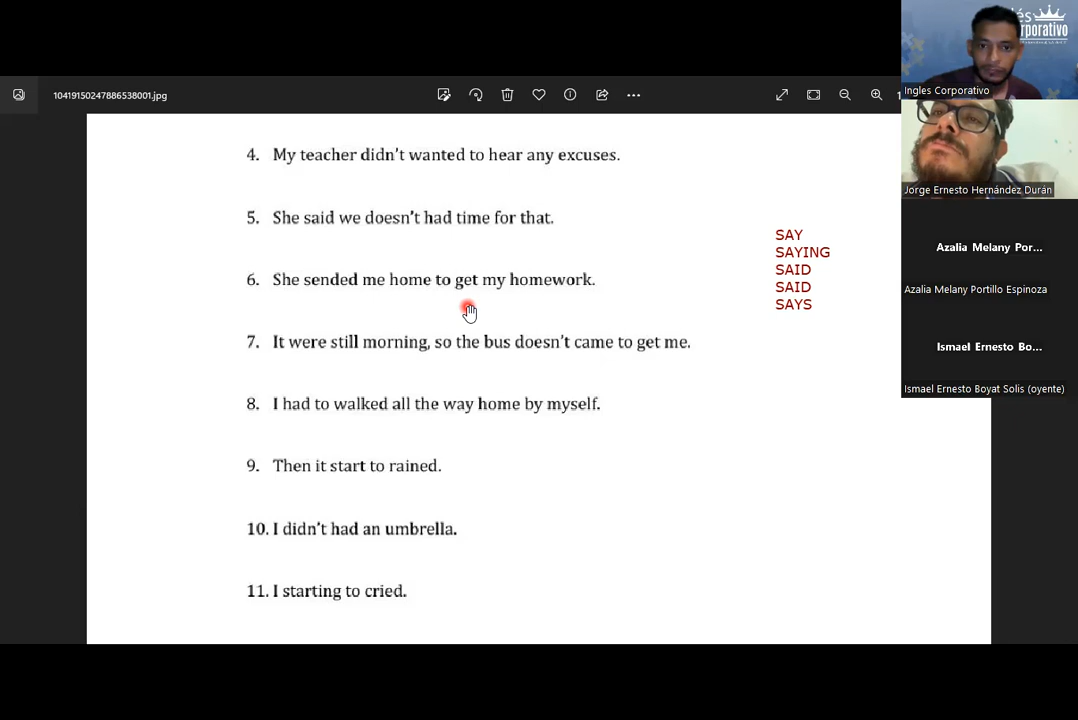 10419150247886538001.jpg
4. My teacher didn't wanted to hear any excuses.
5. She said we doesn't had time for that.
6. She sended me home to get my homework.
7. It were still morning, so the bus doesn't came to get me.
8. I had to walked all the way home by myself.
9. Then it start to rained.
10. I didn't had an umbrella.
11. I starting to cried.
SAY
SAYING
SAID
SAID
SAYS
Ingles Corporativo
Jorge Ernesto Hernández Durán
Azalia Melany Por...
Azalia Melany Portillo Espinoza
Ismael Ernesto Bo...
Ismael Ernesto Boyat Solis (oyente)